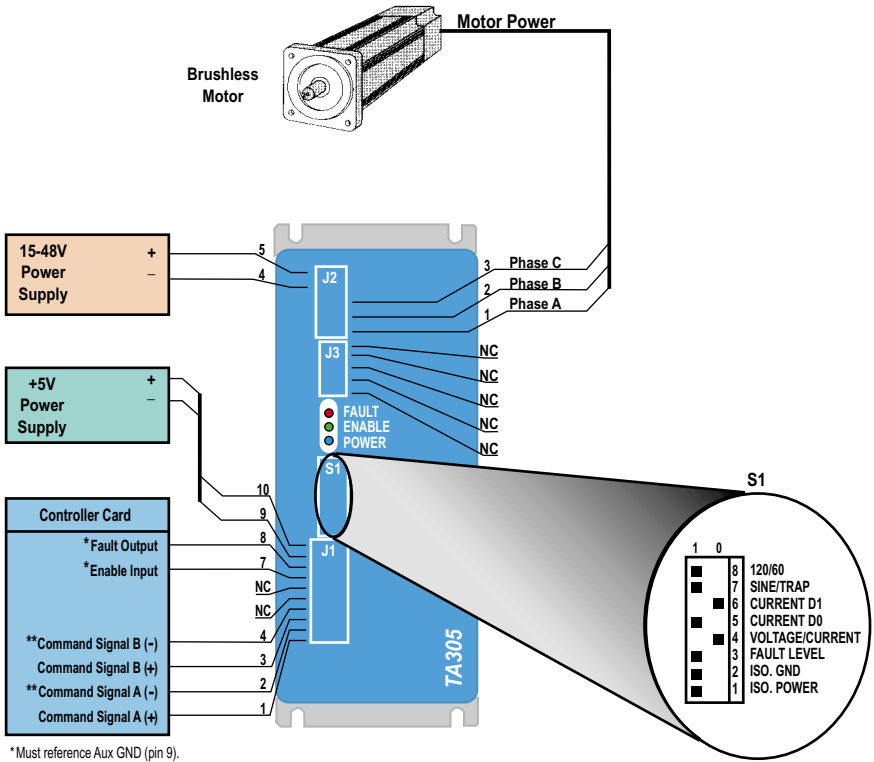 Motor Power
Brushless
Motor
15-48V
Power
Supply
+
–
5
4
J2
3 Phase C
2 Phase B
1 Phase A
J3
NC
NC
NC
NC
NC
+5V
Power
Supply
+
–
FAULT
ENABLE
POWER
S1
10
9
8
7
NC
NC
4
3
2
1
J1
TA305
Controller Card
*Fault Output
*Enable Input
**Command Signal B (-)
Command Signal B (+)
**Command Signal A (-)
Command Signal A (+)
S1
1 0
8 120/60
7 SINE/TRAP
6 CURRENT D1
5 CURRENT D0
4 VOLTAGE/CURRENT
3 FAULT LEVEL
2 ISO. GND
1 ISO. POWER
*Must reference Aux GND (pin 9).